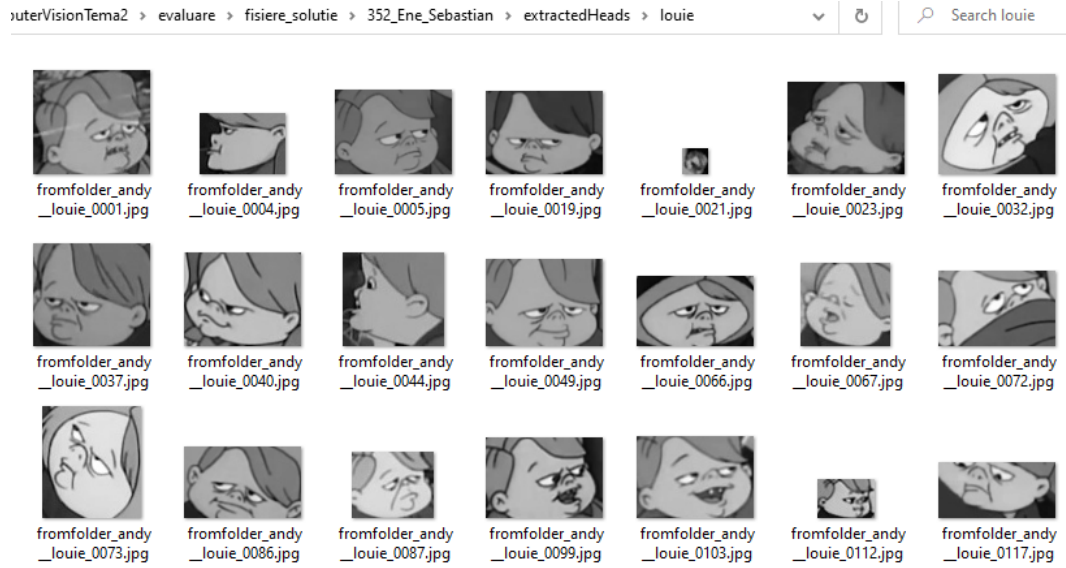 outerVisionTema2 > evaluare > fisiere_solutie > 352_Ene_Sebastian > extractedHeads > louie
Search louie
fromfolder_andy
__louie_0001.jpg
fromfolder_andy
__louie_0004.jpg
fromfolder_andy
__louie_0005.jpg
fromfolder_andy
__louie_0019.jpg
fromfolder_andy
__louie_0021.jpg
fromfolder_andy
__louie_0023.jpg
fromfolder_andy
__louie_0032.jpg
fromfolder_andy
__louie_0037.jpg
fromfolder_andy
__louie_0040.jpg
fromfolder_andy
__louie_0044.jpg
fromfolder_andy
__louie_0049.jpg
fromfolder_andy
__louie_0066.jpg
fromfolder_andy
__louie_0067.jpg
fromfolder_andy
__louie_0072.jpg
fromfolder_andy
__louie_0073.jpg
fromfolder_andy
__louie_0086.jpg
fromfolder_andy
__louie_0087.jpg
fromfolder_andy
__louie_0099.jpg
fromfolder_andy
__louie_0103.jpg
fromfolder_andy
__louie_0112.jpg
fromfolder_andy
__louie_0117.jpg